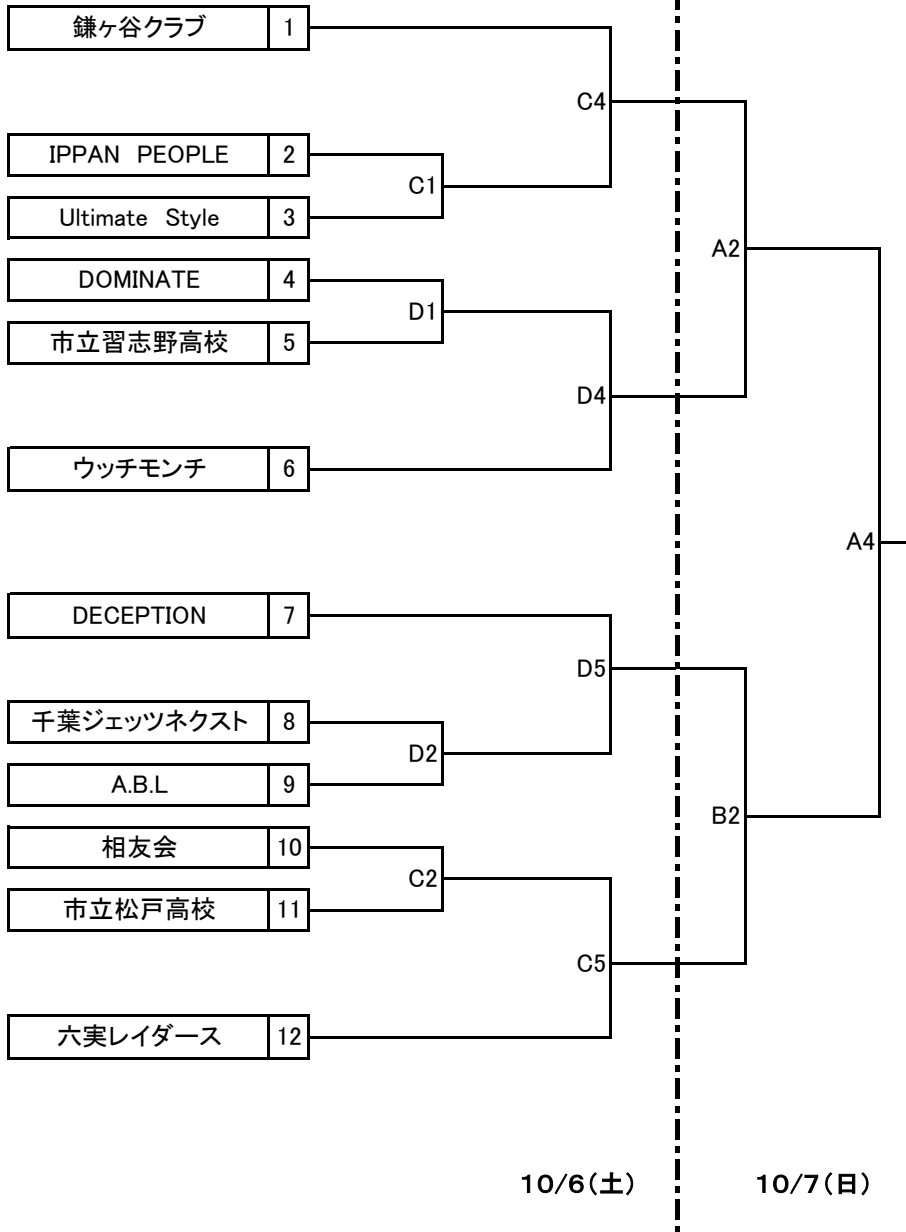 鎌ヶ谷クラブ 1
C4
IPPAN PEOPLE 2
C1
Ultimate Style 3
A2
DOMINATE 4
D1
市立習志野高校 5
D4
ウッチモンチ 6
A4
DECEPTION 7
D5
千葉ジェッツネクスト 8
D2
A.B.L 9
B2
相友会 10
C2
市立松戸高校 11
C5
六実レイダース 12
10/6(土) 10/7(日)